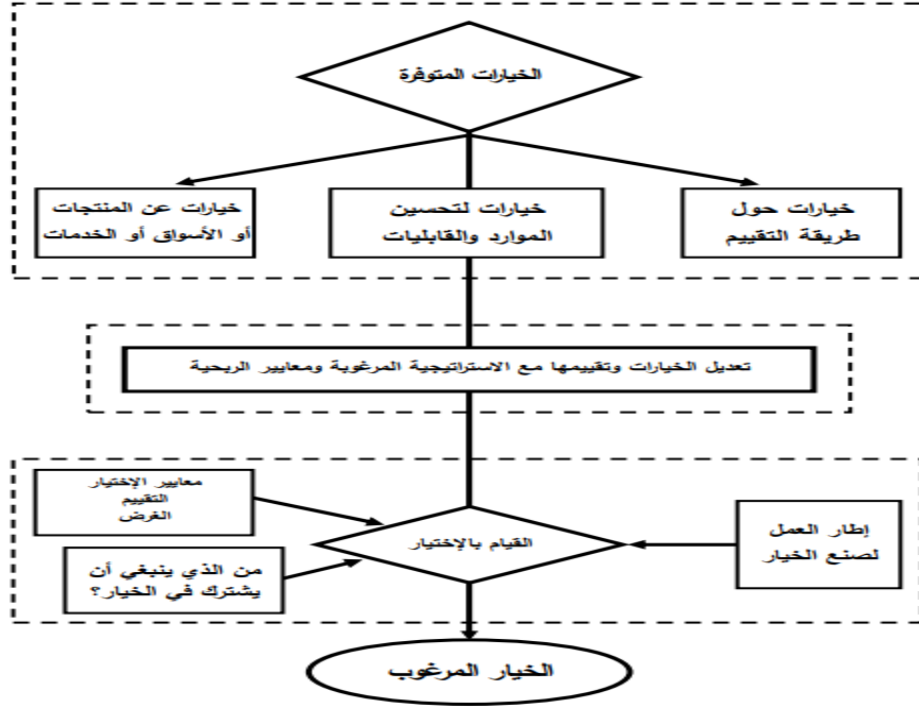 الخيارات المتوفرة
خيارات حول
طريقة التقييم
خيارات لتحسين
الموارد والقابليات
خيارات عن المنتجات
أو الأسواق أو الخدمات
تعديل الخيارات وتقييمها مع الاستراتيجية المرغوبة ومعايير الربحية
معايير الإختيار
التقييم
الغرض
القيام بالإختيار
إطار العمل
لصنع الخيار
من الذي ينبغي أن
يشترك في الخيار؟
الخيار المرغوب